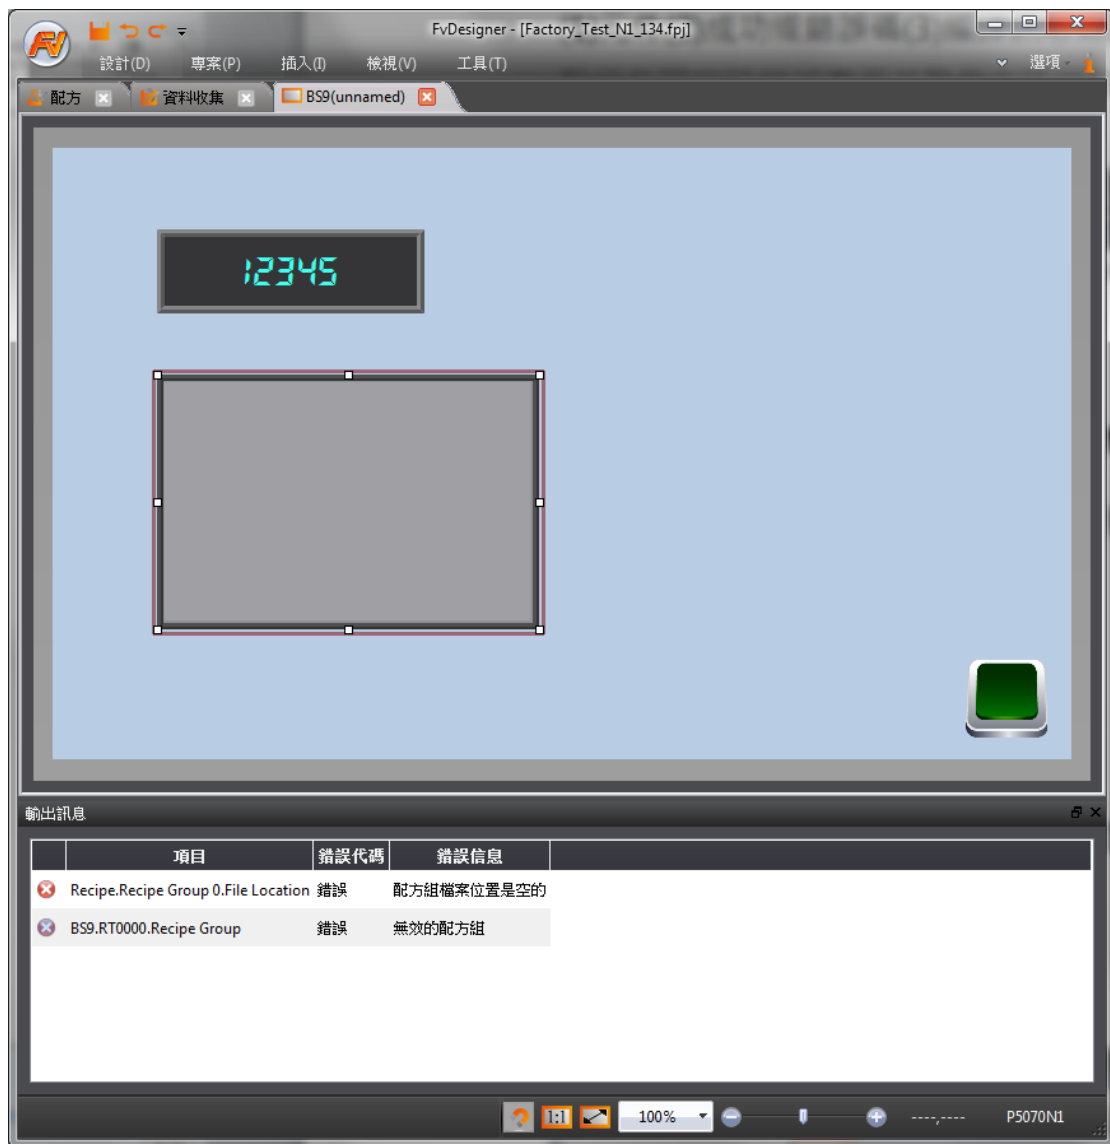 FvDesigner - [Factory_Test_N1_134.fpj]
設計(D) 專案(P) 插入(I) 檢視(V) 工具(T) 選項
配方 資料收集 BS9(unnamed)
12345
輸出訊息
項目 錯誤代碼 錯誤信息
Recipe.Recipe Group 0.File Location 錯誤 配方組檔案位置是空的
BS9.RT0000.Recipe Group 錯誤 無效的配方組
1:1 100% ----,---- P5070N1